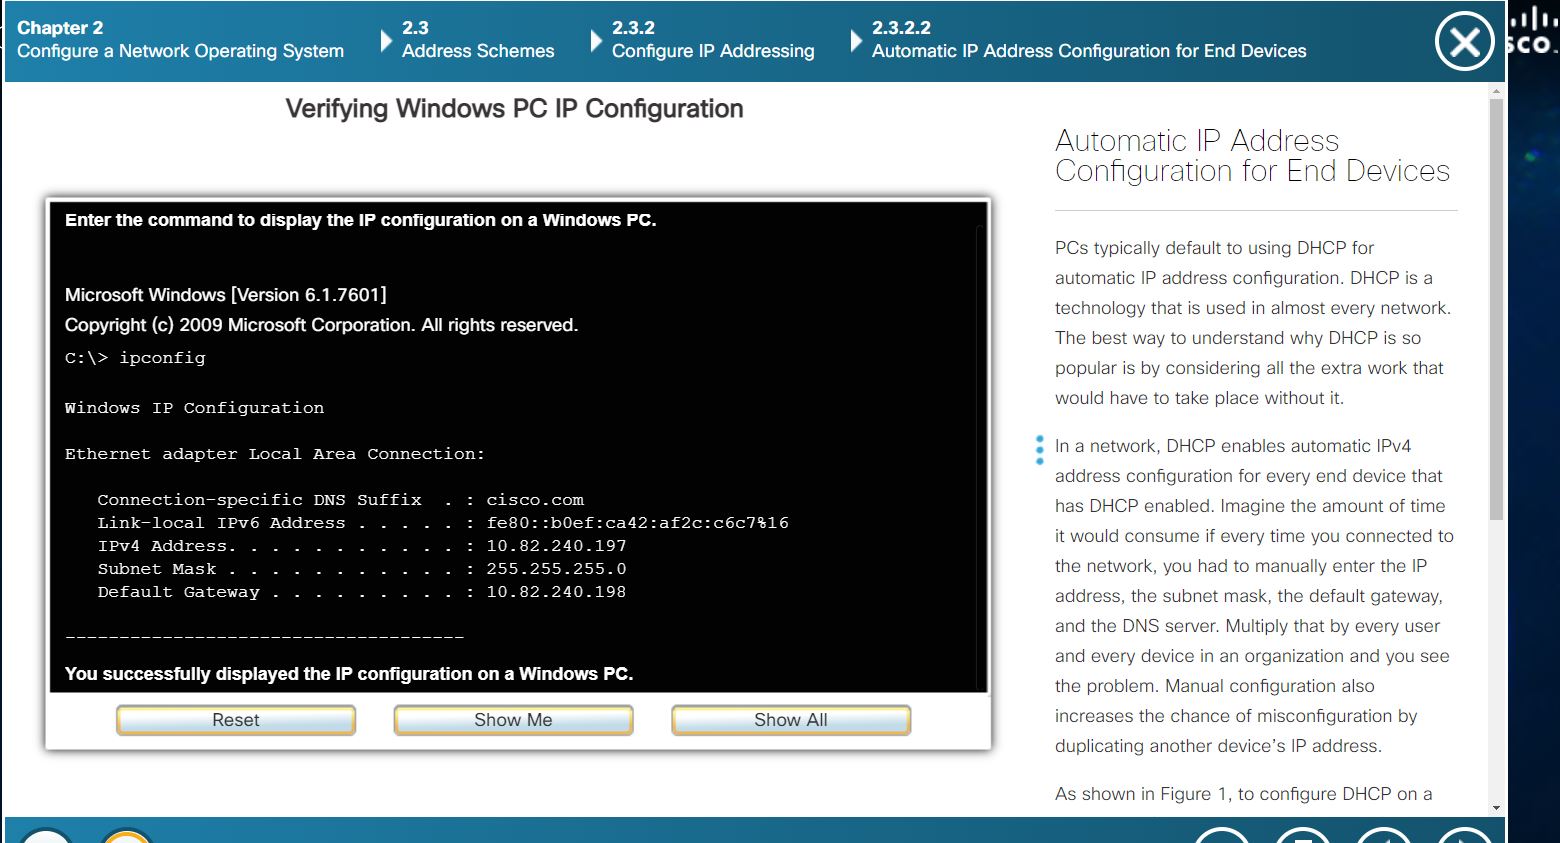 Chapter 2
Configure a Network Operating System
2.3
Address Schemes
2.3.2
Configure IP Addressing
2.3.2.2
Automatic IP Address Configuration for End Devices
Verifying Windows PC IP Configuration
Enter the command to display the IP configuration on a Windows PC.
Microsoft Windows [Version 6.1.7601]
Copyright (c) 2009 Microsoft Corporation. All rights reserved.
C:\> ipconfig
Windows IP Configuration
Ethernet adapter Local Area Connection:
Connection-specific DNS Suffix  . : cisco.com
Link-local IPv6 Address . . . . . : fe80::b0ef:ca42:af2c:c6c7%16
IPv4 Address. . . . . . . . . . . : 10.82.240.197
Subnet Mask . . . . . . . . . . . : 255.255.255.0
Default Gateway . . . . . . . . . : 10.82.240.198
-------------------------------------
You successfully displayed the IP configuration on a Windows PC.
Reset
Show Me
Show All
Automatic IP Address
Configuration for End Devices
PCs typically default to using DHCP for
automatic IP address configuration. DHCP is a
technology that is used in almost every network.
The best way to understand why DHCP is so
popular is by considering all the extra work that
would have to take place without it.
In a network, DHCP enables automatic IPv4
address configuration for every end device that
has DHCP enabled. Imagine the amount of time
it would consume if every time you connected to
the network, you had to manually enter the IP
address, the subnet mask, the default gateway,
and the DNS server. Multiply that by every user
and every device in an organization and you see
the problem. Manual configuration also
increases the chance of misconfiguration by
duplicating another device’s IP address.
As shown in Figure 1, to configure DHCP on a